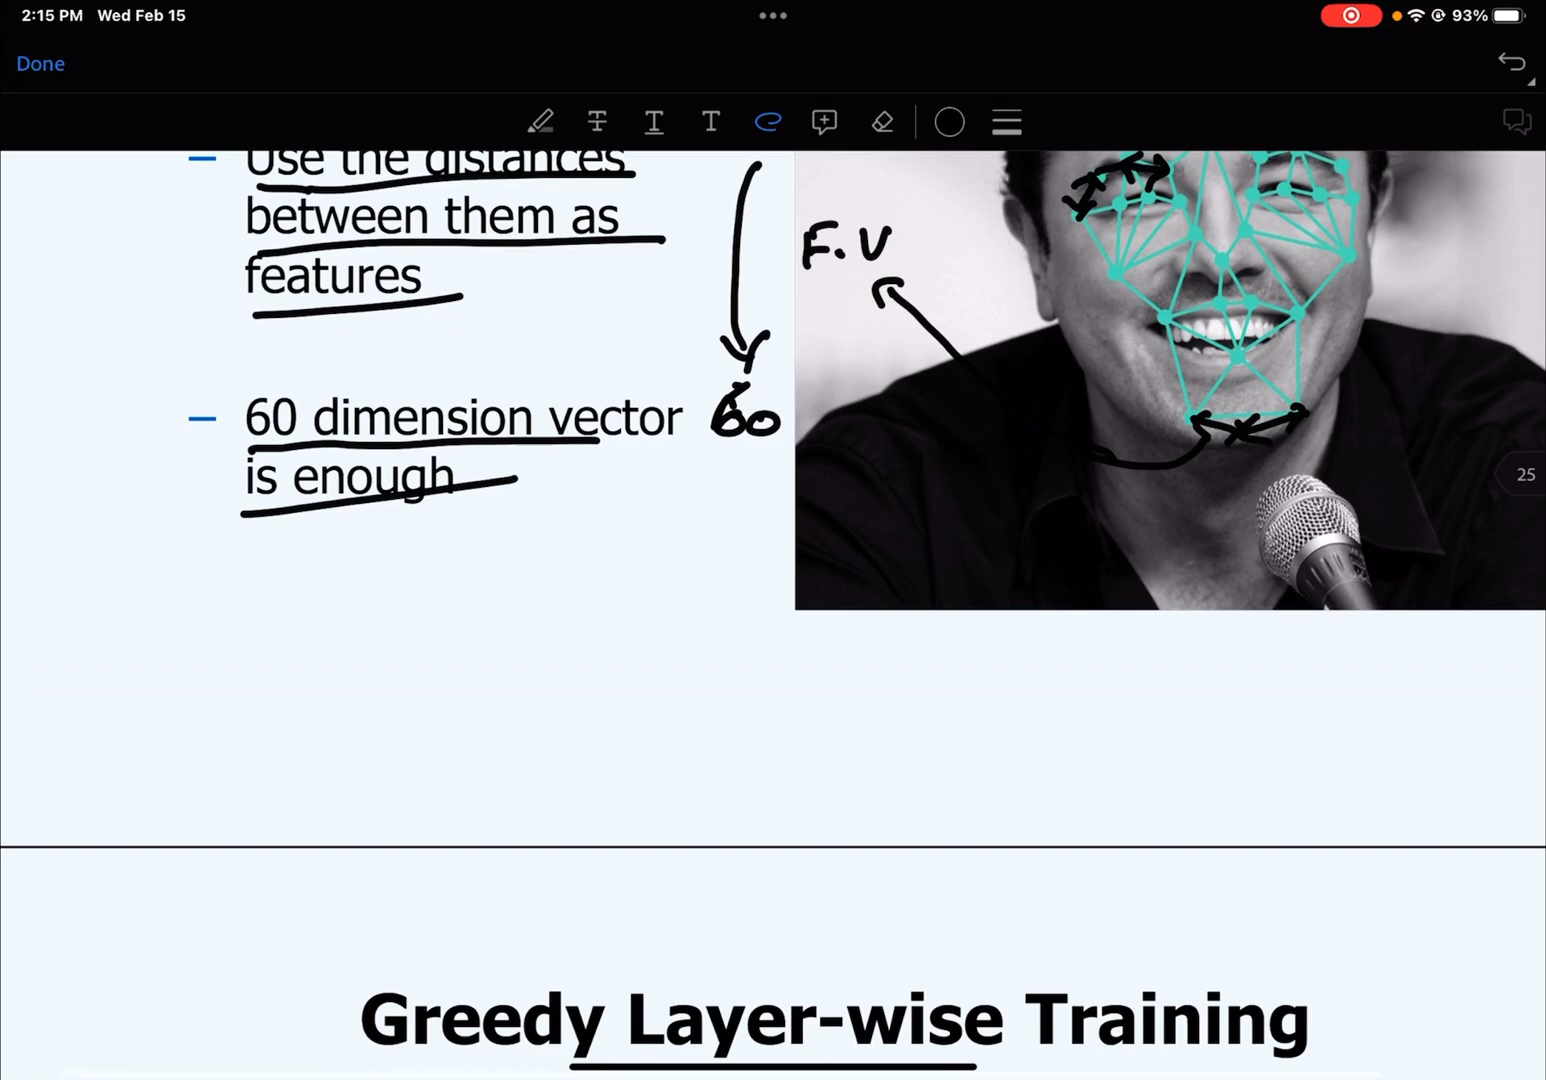 2:15 PM Wed Feb 15
93%
Done
T T T
– Use the distances
between them as
features
F.V
– 60 dimension vector 60
is enough
25
Greedy Layer-wise Training